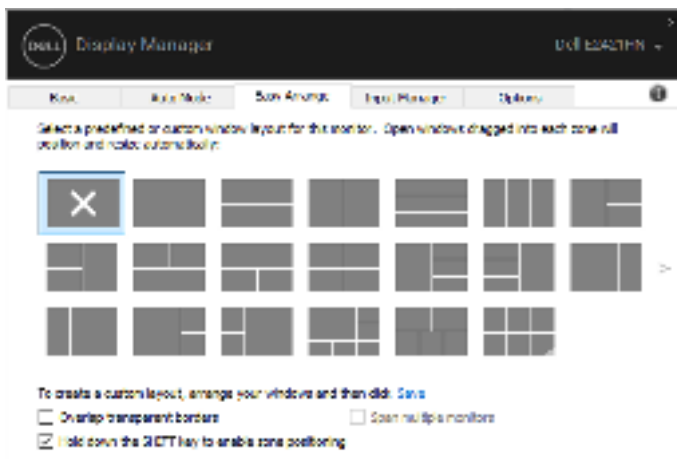 DELL Display Manager
Dell E2421HN
Basic Auto Mode Easy Arrange Input Manager Options
Select a predefined or custom window layout for this monitor. Open windows dragged into each zone will
position and resize automatically:
To create a custom layout, arrange your windows and then click Save
Overlap transparent borders
Span multiple monitors
Hold down the SHIFT key to enable zone positioning